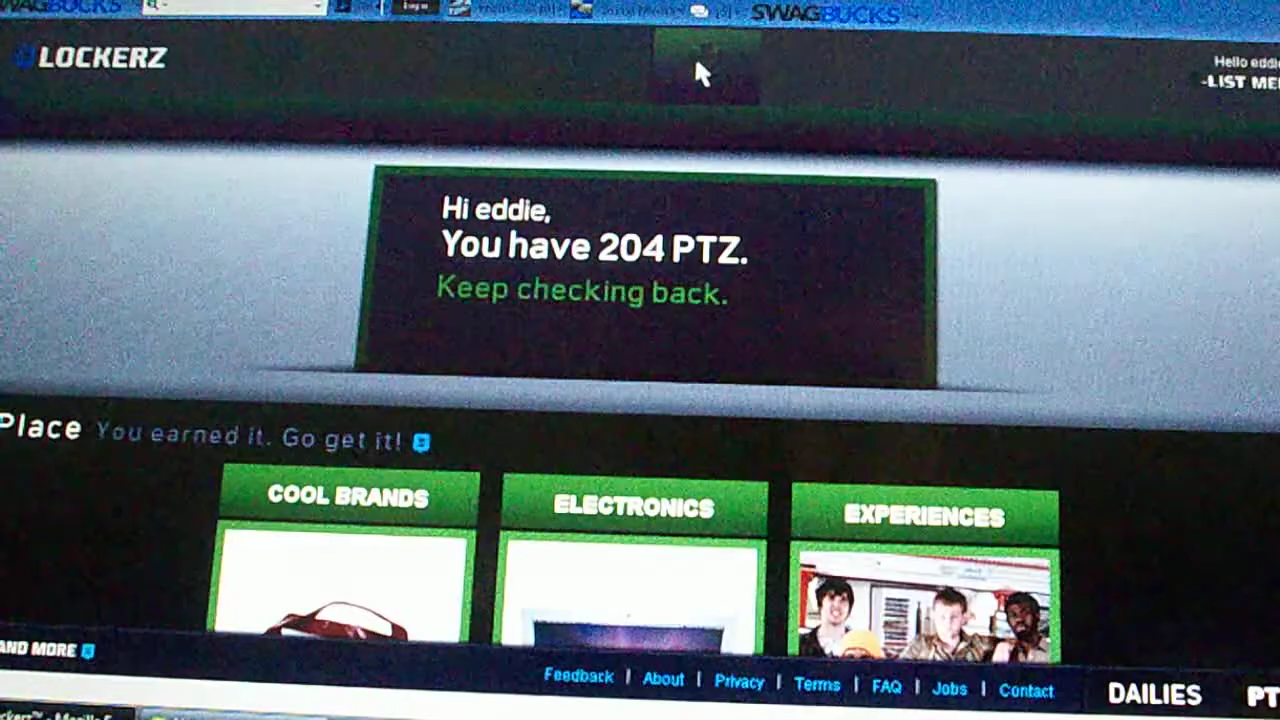 SWAGBUCKS
LOCKERZ
Hello eddie
-LIST ME
Hi eddie,
You have 204 PTZ.
Keep checking back.
Place You earned it. Go get it!
COOL BRANDS
ELECTRONICS
EXPERIENCES
AND MORE
Feedback | About | Privacy | Terms | FAQ | Jobs | Contact
DAILIES